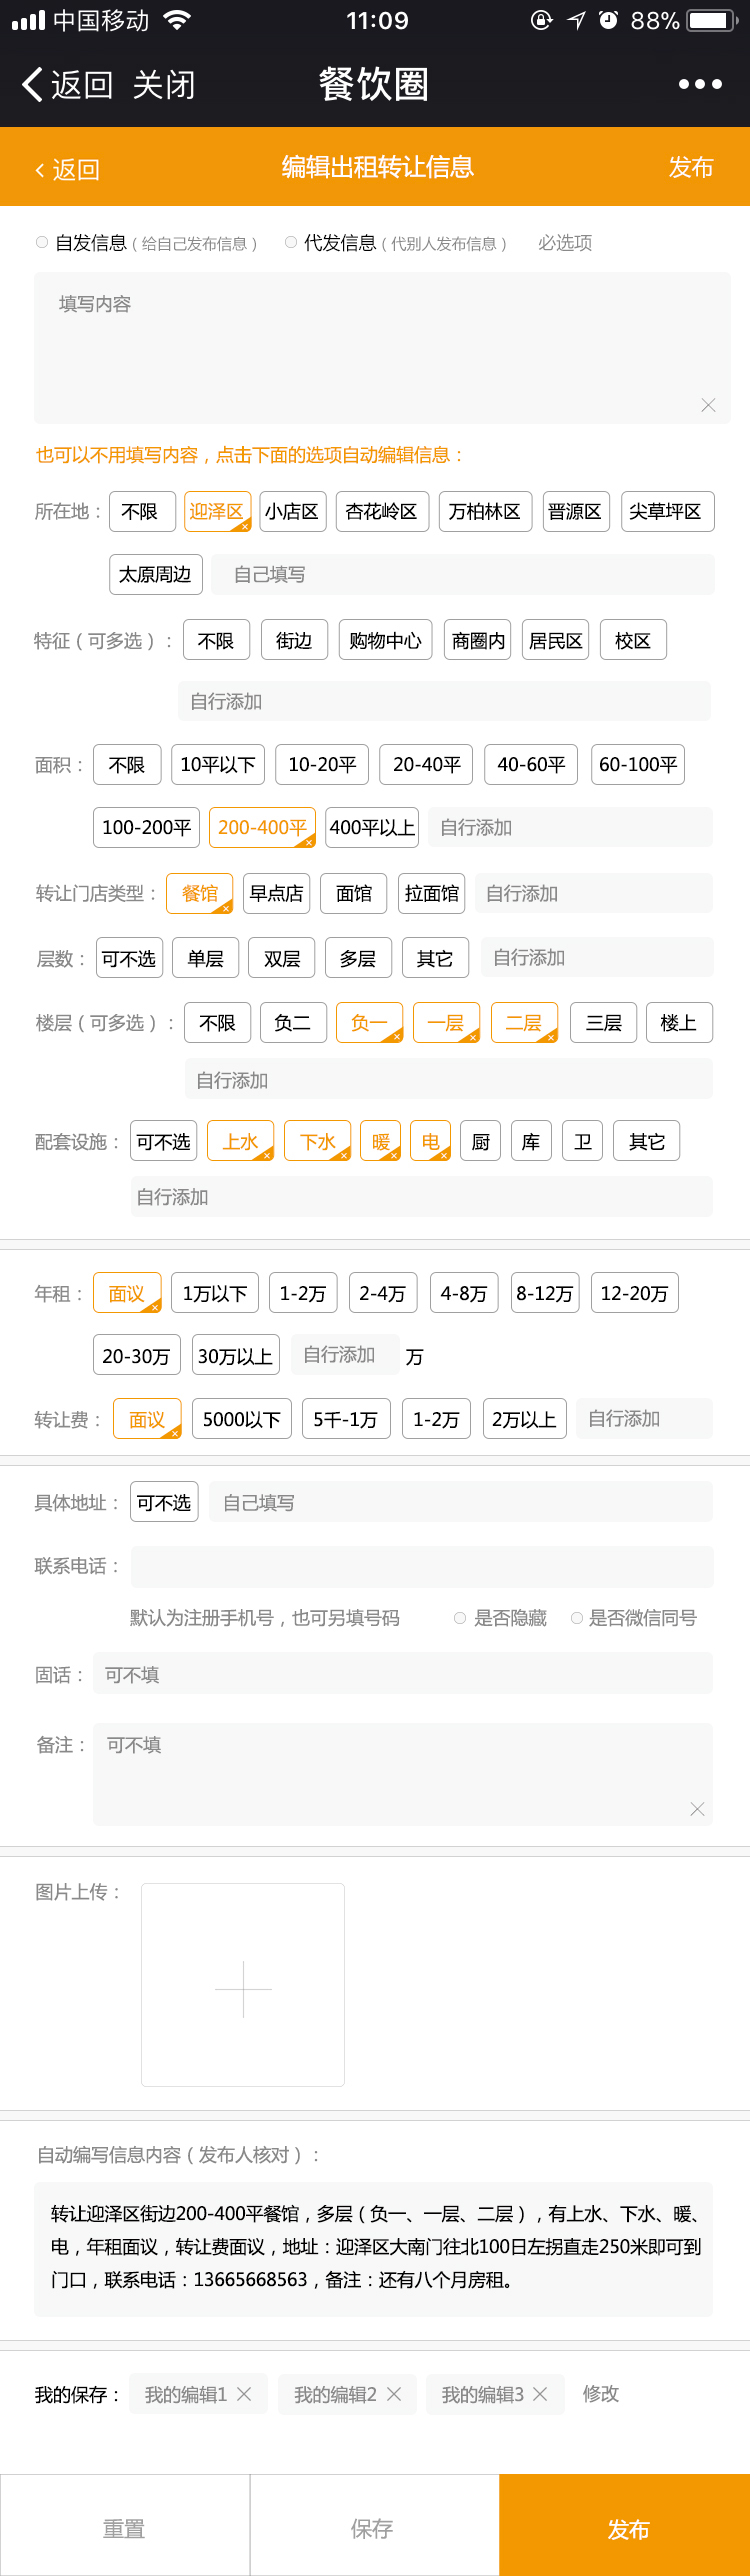 中国移动 11:09 88%
返回 关闭 餐饮圈
返回 编辑出租转让信息 发布
自发信息(给自己发布信息) 代发信息(代别人发布信息) 必选项
填写内容
也可以不用填写内容，点击下面的选项自动编辑信息：
所在地： 不限 迎泽区 小店区 杏花岭区 万柏林区 晋源区 尖草坪区
太原周边 自己填写
特征(可多选)： 不限 街边 购物中心 商圈内 居民区 校区
自行添加
面积： 不限 10平以下 10-20平 20-40平 40-60平 60-100平
100-200平 200-400平 400平以上 自行添加
转让门店类型： 餐馆 早点店 面馆 拉面馆 自行添加
层数： 可不选 单层 双层 多层 其它 自行添加
楼层(可多选)： 不限 负二 负一 一层 二层 三层 楼上
自行添加
配套设施： 可不选 上水 下水 暖 电 厨 库 卫 其它
自行添加
年租： 面议 1万以下 1-2万 2-4万 4-8万 8-12万 12-20万
20-30万 30万以上 自行添加 万
转让费： 面议 5000以下 5千-1万 1-2万 2万以上 自行添加
具体地址： 可不选 自己填写
联系电话：
默认为注册手机号，也可另填号码 是否隐藏 是否微信同号
固话： 可不填
备注： 可不填
图片上传：
自动编写信息内容(发布人核对)：
转让迎泽区街边200-400平餐馆，多层(负一、一层、二层)，有上水、下水、暖、
电，年租面议，转让费面议，地址：迎泽区大南门往北100日左拐直走250米即可到
门口，联系电话：13665668563，备注：还有八个月房租。
我的保存： 我的编辑1 我的编辑2 我的编辑3 修改
重置 保存 发布